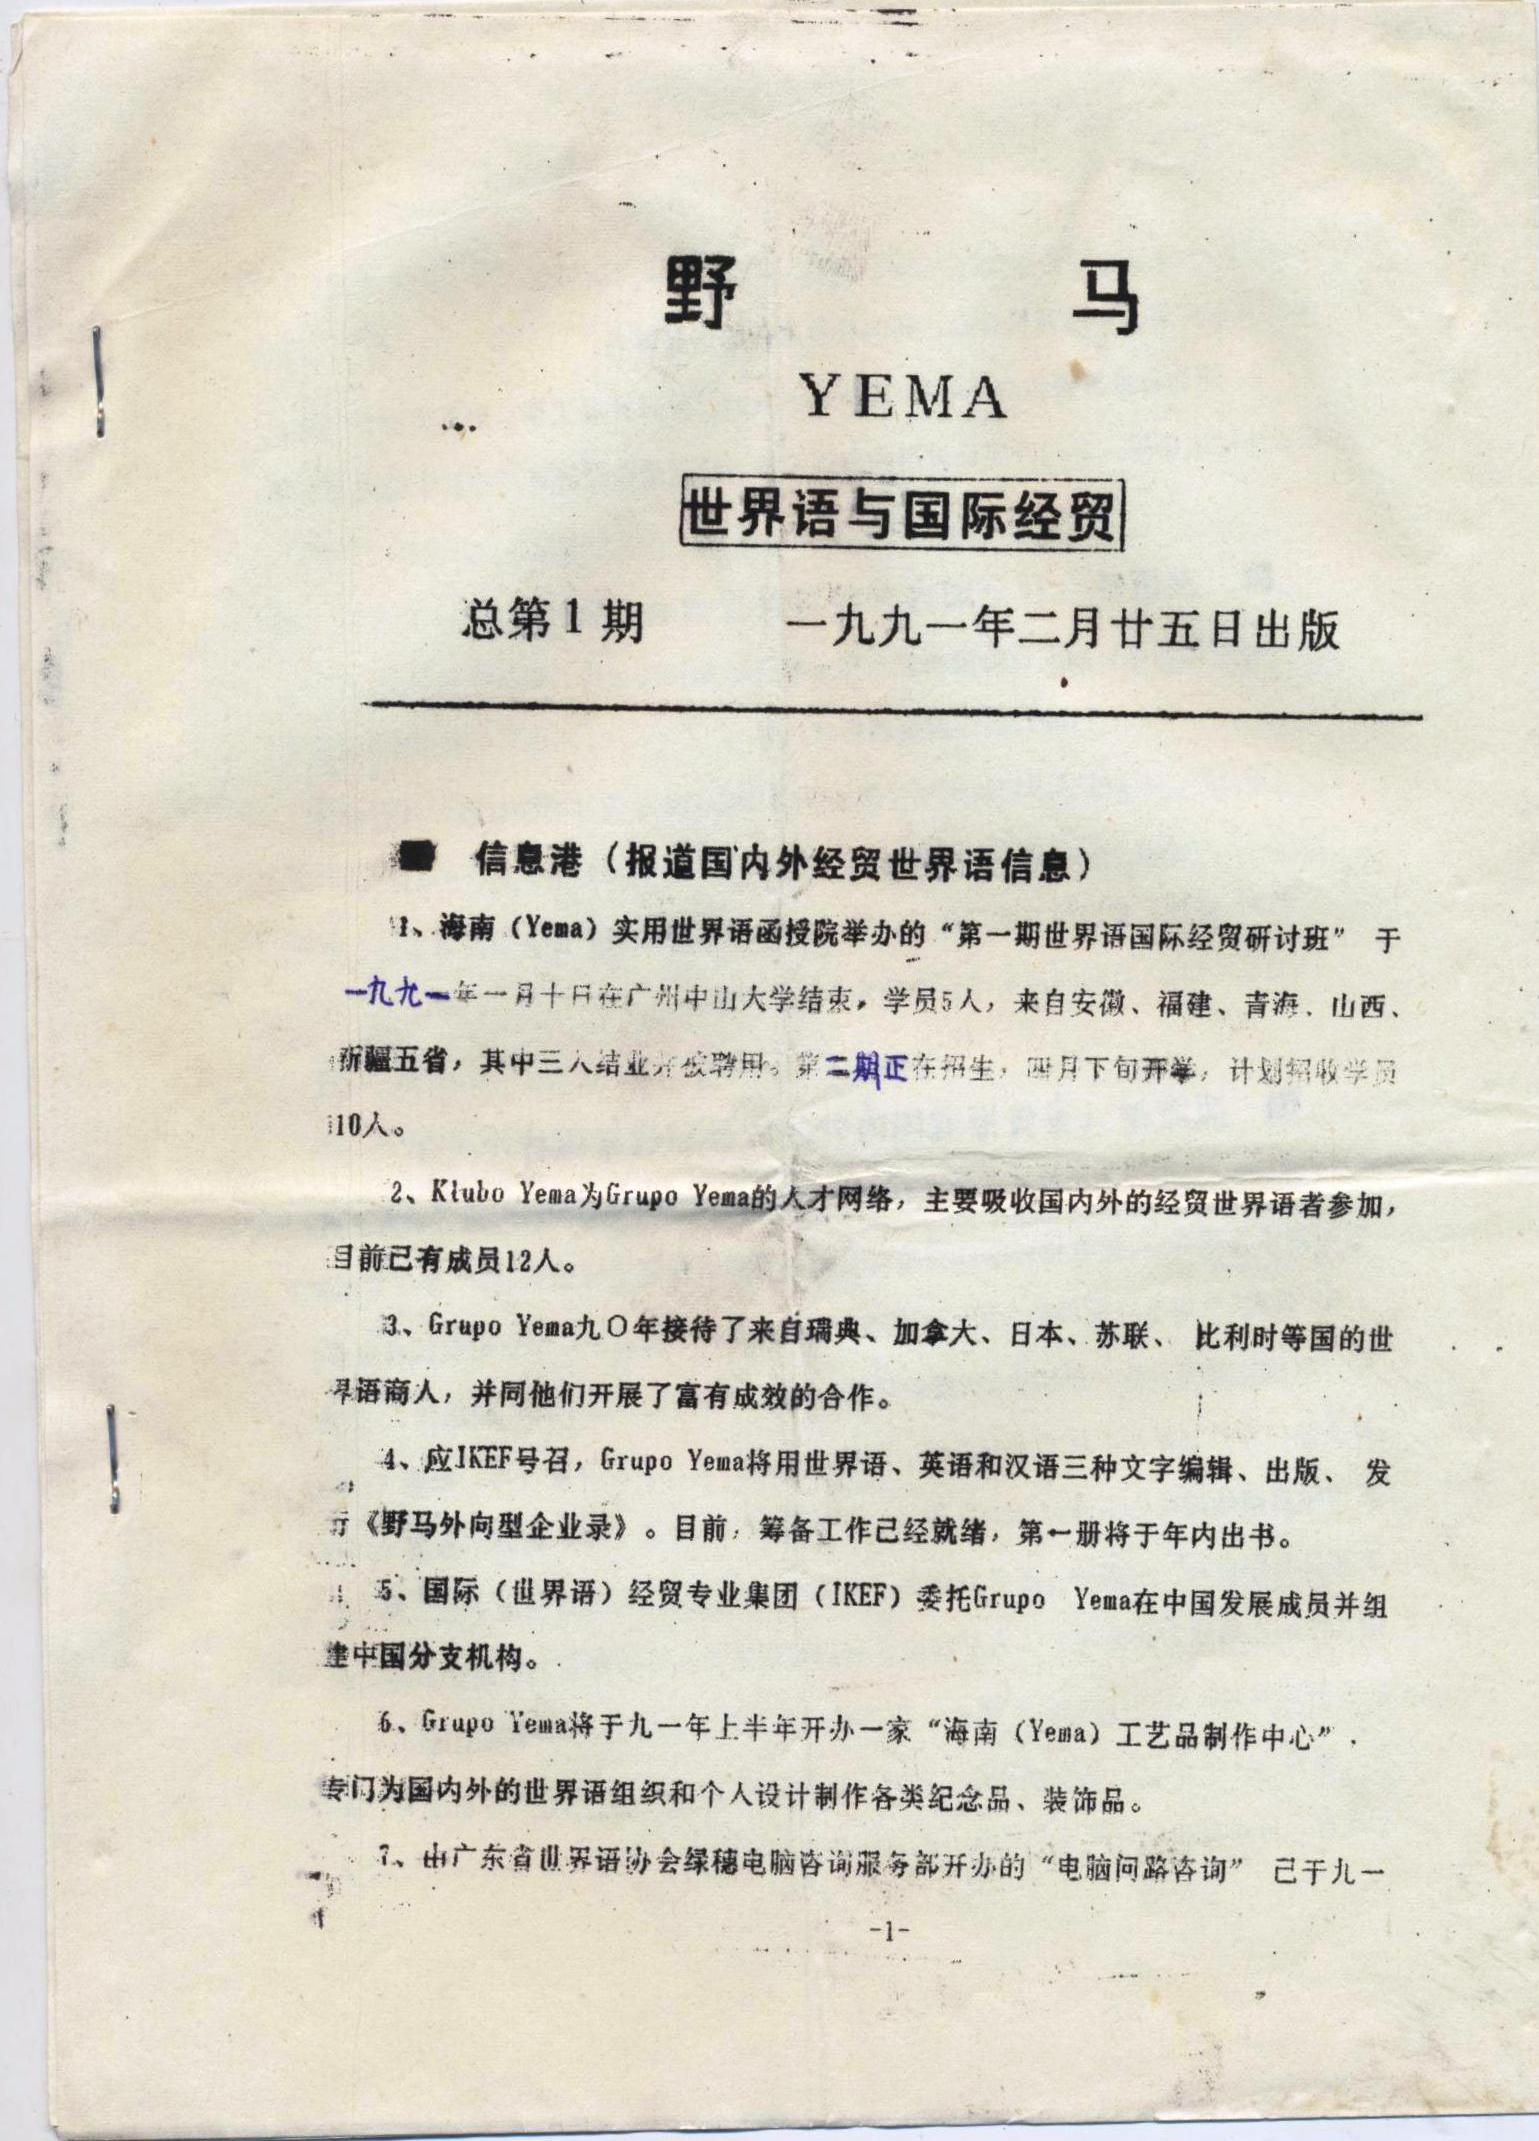 野 马
YEMA
世界语与国际经贸
总第1期 一九九一年二月廿五日出版
■ 信息港（报道国内外经贸世界语信息）
1、海南（Yema）实用世界语函授院举办的“第一期世界语国际经贸研讨班” 于
一九九一年一月十日在广州中山大学结束，学员5人，来自安徽、福建、青海、山西、
新疆五省，其中三人结业并被聘用。第二期正在招生，四月下旬开学，计划招收学员
10人。
2、Klubo Yema为Grupo Yema的人才网络，主要吸收国内外的经贸世界语者参加，
目前已有成员12人。
3、Grupo Yema九〇年接待了来自瑞典、加拿大、日本、苏联、 比利时等国的世
界语商人，并同他们开展了富有成效的合作。
4、应IKEF号召，Grupo Yema将用世界语、英语和汉语三种文字编辑、出版、 发
行《野马外向型企业录》。目前，筹备工作已经就绪，第一册将于年内出书。
5、国际（世界语）经贸专业集团（IKEF）委托Grupo Yema在中国发展成员并组
建中国分支机构。
6、Grupo Yema将于九一年上半年开办一家“海南（Yema）工艺品制作中心”，
专门为国内外的世界语组织和个人设计制作各类纪念品、装饰品。
7、由广东省世界语协会绿穗电脑咨询服务部开办的“电脑问路咨询” 已于九一
-1-